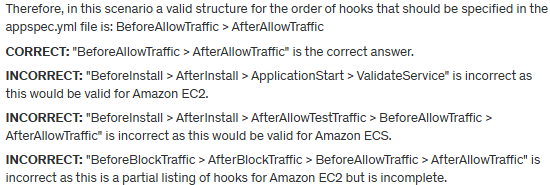 Therefore, in this scenario a valid structure for the order of hooks that should be specified in the
appspec.yml file is: BeforeAllowTraffic > AfterAllowTraffic
CORRECT: "BeforeAllowTraffic > AfterAllowTraffic" is the correct answer.
INCORRECT: "BeforeInstall > AfterInstall > ApplicationStart > ValidateService" is incorrect as
this would be valid for Amazon EC2.
INCORRECT: "BeforeInstall > AfterInstall > AfterAllowTestTraffic > BeforeAllowTraffic >
AfterAllowTraffic" is incorrect as this would be valid for Amazon ECS.
INCORRECT: "BeforeBlockTraffic > AfterBlockTraffic > BeforeAllowTraffic > AfterAllowTraffic" is
incorrect as this is a partial listing of hooks for Amazon EC2 but is incomplete.